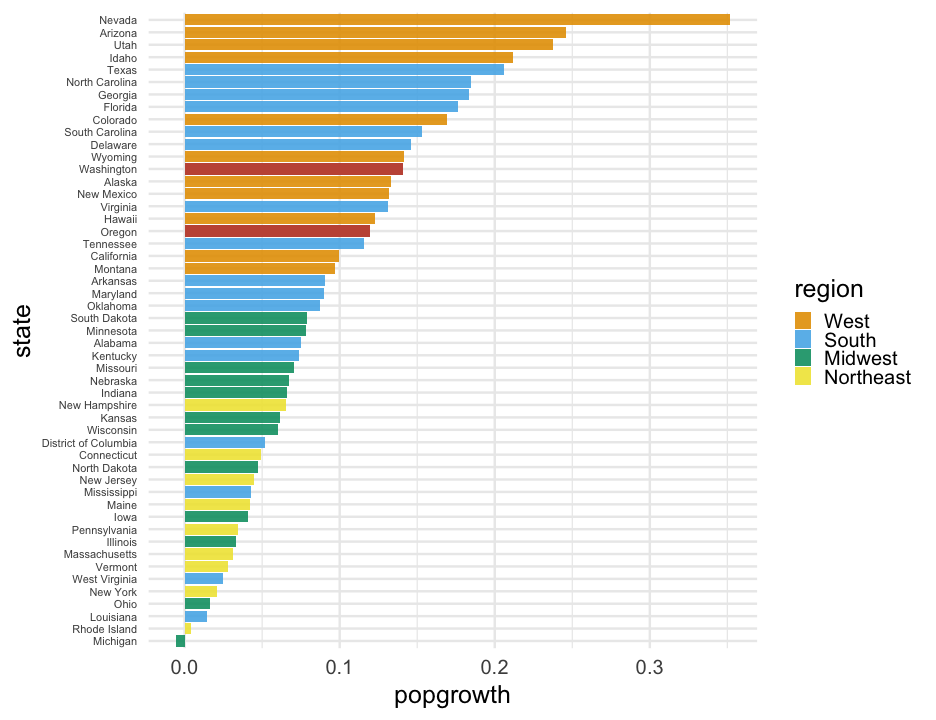 Nevada
Arizona
Utah
Idaho
Texas
North Carolina
Georgia
Florida
Colorado
South Carolina
Delaware
Wyoming
Washington
Alaska
New Mexico
Virginia
Hawaii
Oregon
Tennessee
California
Montana
Arkansas
Maryland
Oklahoma
South Dakota
Minnesota
Alabama
Kentucky
Missouri
Nebraska
Indiana
New Hampshire
Kansas
Wisconsin
District of Columbia
Connecticut
North Dakota
New Jersey
Mississippi
Maine
Iowa
Pennsylvania
Illinois
Massachusetts
Vermont
West Virginia
New York
Ohio
Louisiana
Rhode Island
Michigan
state
0.0 0.1 0.2 0.3
popgrowth
region
West
South
Midwest
Northeast